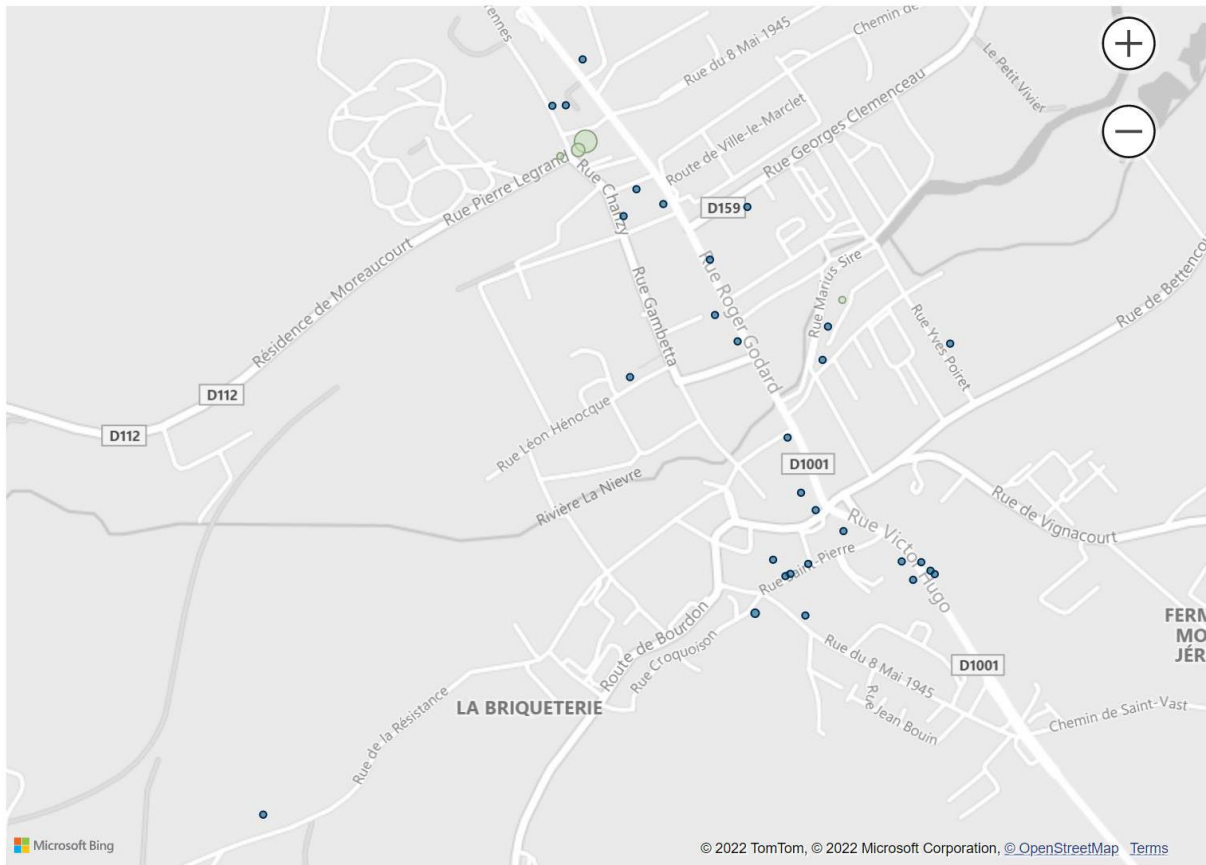 ennes
Rue du 8 Mai 1945
Chemin de
Le Petit Vivier
Route de Ville-le-Marclet
Rue Georges Clemenceau
Rue Pierre Legrand
Rue Chanzy
D159
Résidence de Moreaucourt
Rue Roger Godard
Rue Marius Sire
Rue Gambetta
Rue Yves Poiret
Rue de Bettencou
D112
D112
Rue Léon Hénocque
D1001
Rivière La Nievre
Rue de Vignacourt
Rue Victor Hugo
Rue Saint-Pierre
FERM
MO
JÉR
Route de Bourdon
Rue Croquoison
Rue du 8 Mai 1945
D1001
LA BRIQUETERIE
Rue Jean Bouin
Chemin de Saint-Vast
Rue de la Résistance
Microsoft Bing
© 2022 TomTom, © 2022 Microsoft Corporation, © OpenStreetMap Terms